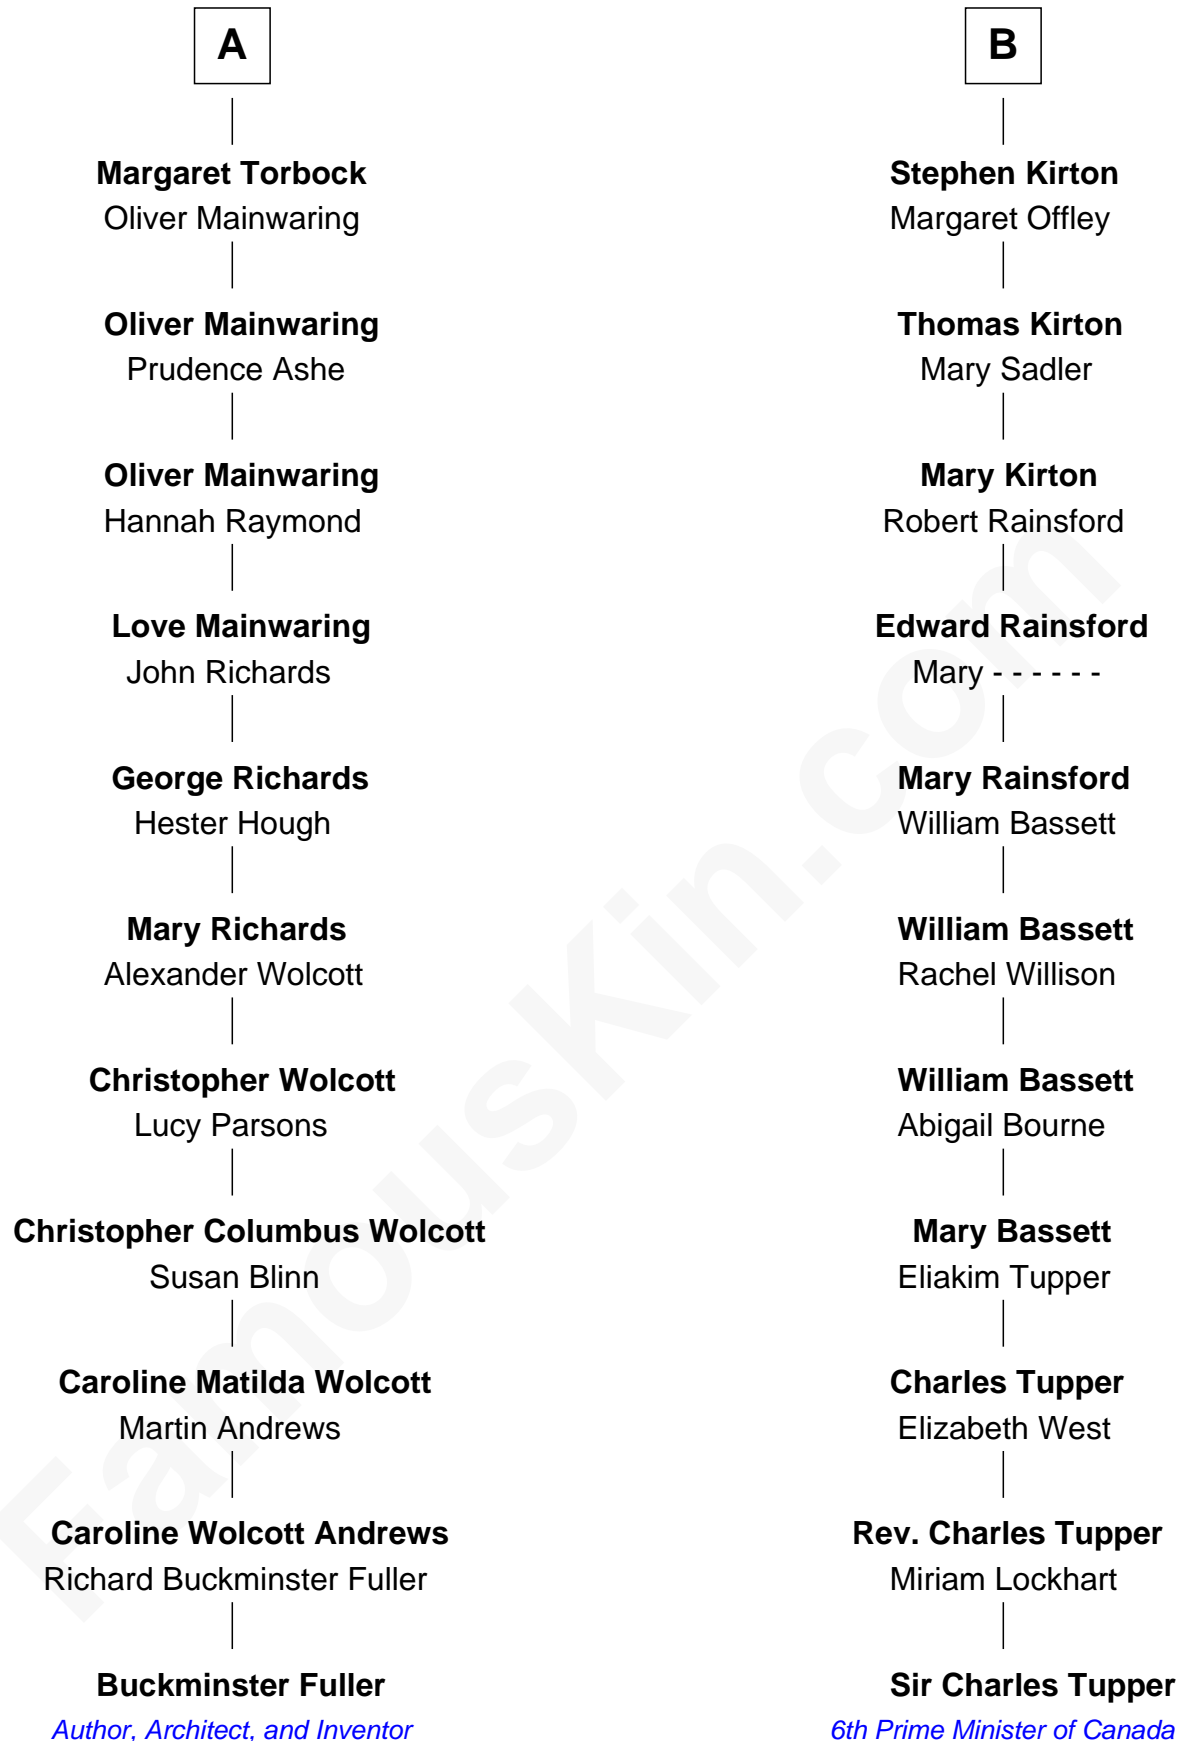 A
Margaret Torbock
Oliver Mainwaring
Oliver Mainwaring
Prudence Ashe
Oliver Mainwaring
Hannah Raymond
Love Mainwaring
John Richards
George Richards
Hester Hough
Mary Richards
Alexander Wolcott
Christopher Wolcott
Lucy Parsons
Christopher Columbus Wolcott
Susan Blinn
Caroline Matilda Wolcott
Martin Andrews
Caroline Wolcott Andrews
Richard Buckminster Fuller
Buckminster Fuller
Author, Architect, and Inventor
B
Stephen Kirton
Margaret Offley
Thomas Kirton
Mary Sadler
Mary Kirton
Robert Rainsford
Edward Rainsford
Mary - - - - - -
Mary Rainsford
William Bassett
William Bassett
Rachel Willison
William Bassett
Abigail Bourne
Mary Bassett
Eliakim Tupper
Charles Tupper
Elizabeth West
Rev. Charles Tupper
Miriam Lockhart
Sir Charles Tupper
6th Prime Minister of Canada
FamousKin.com